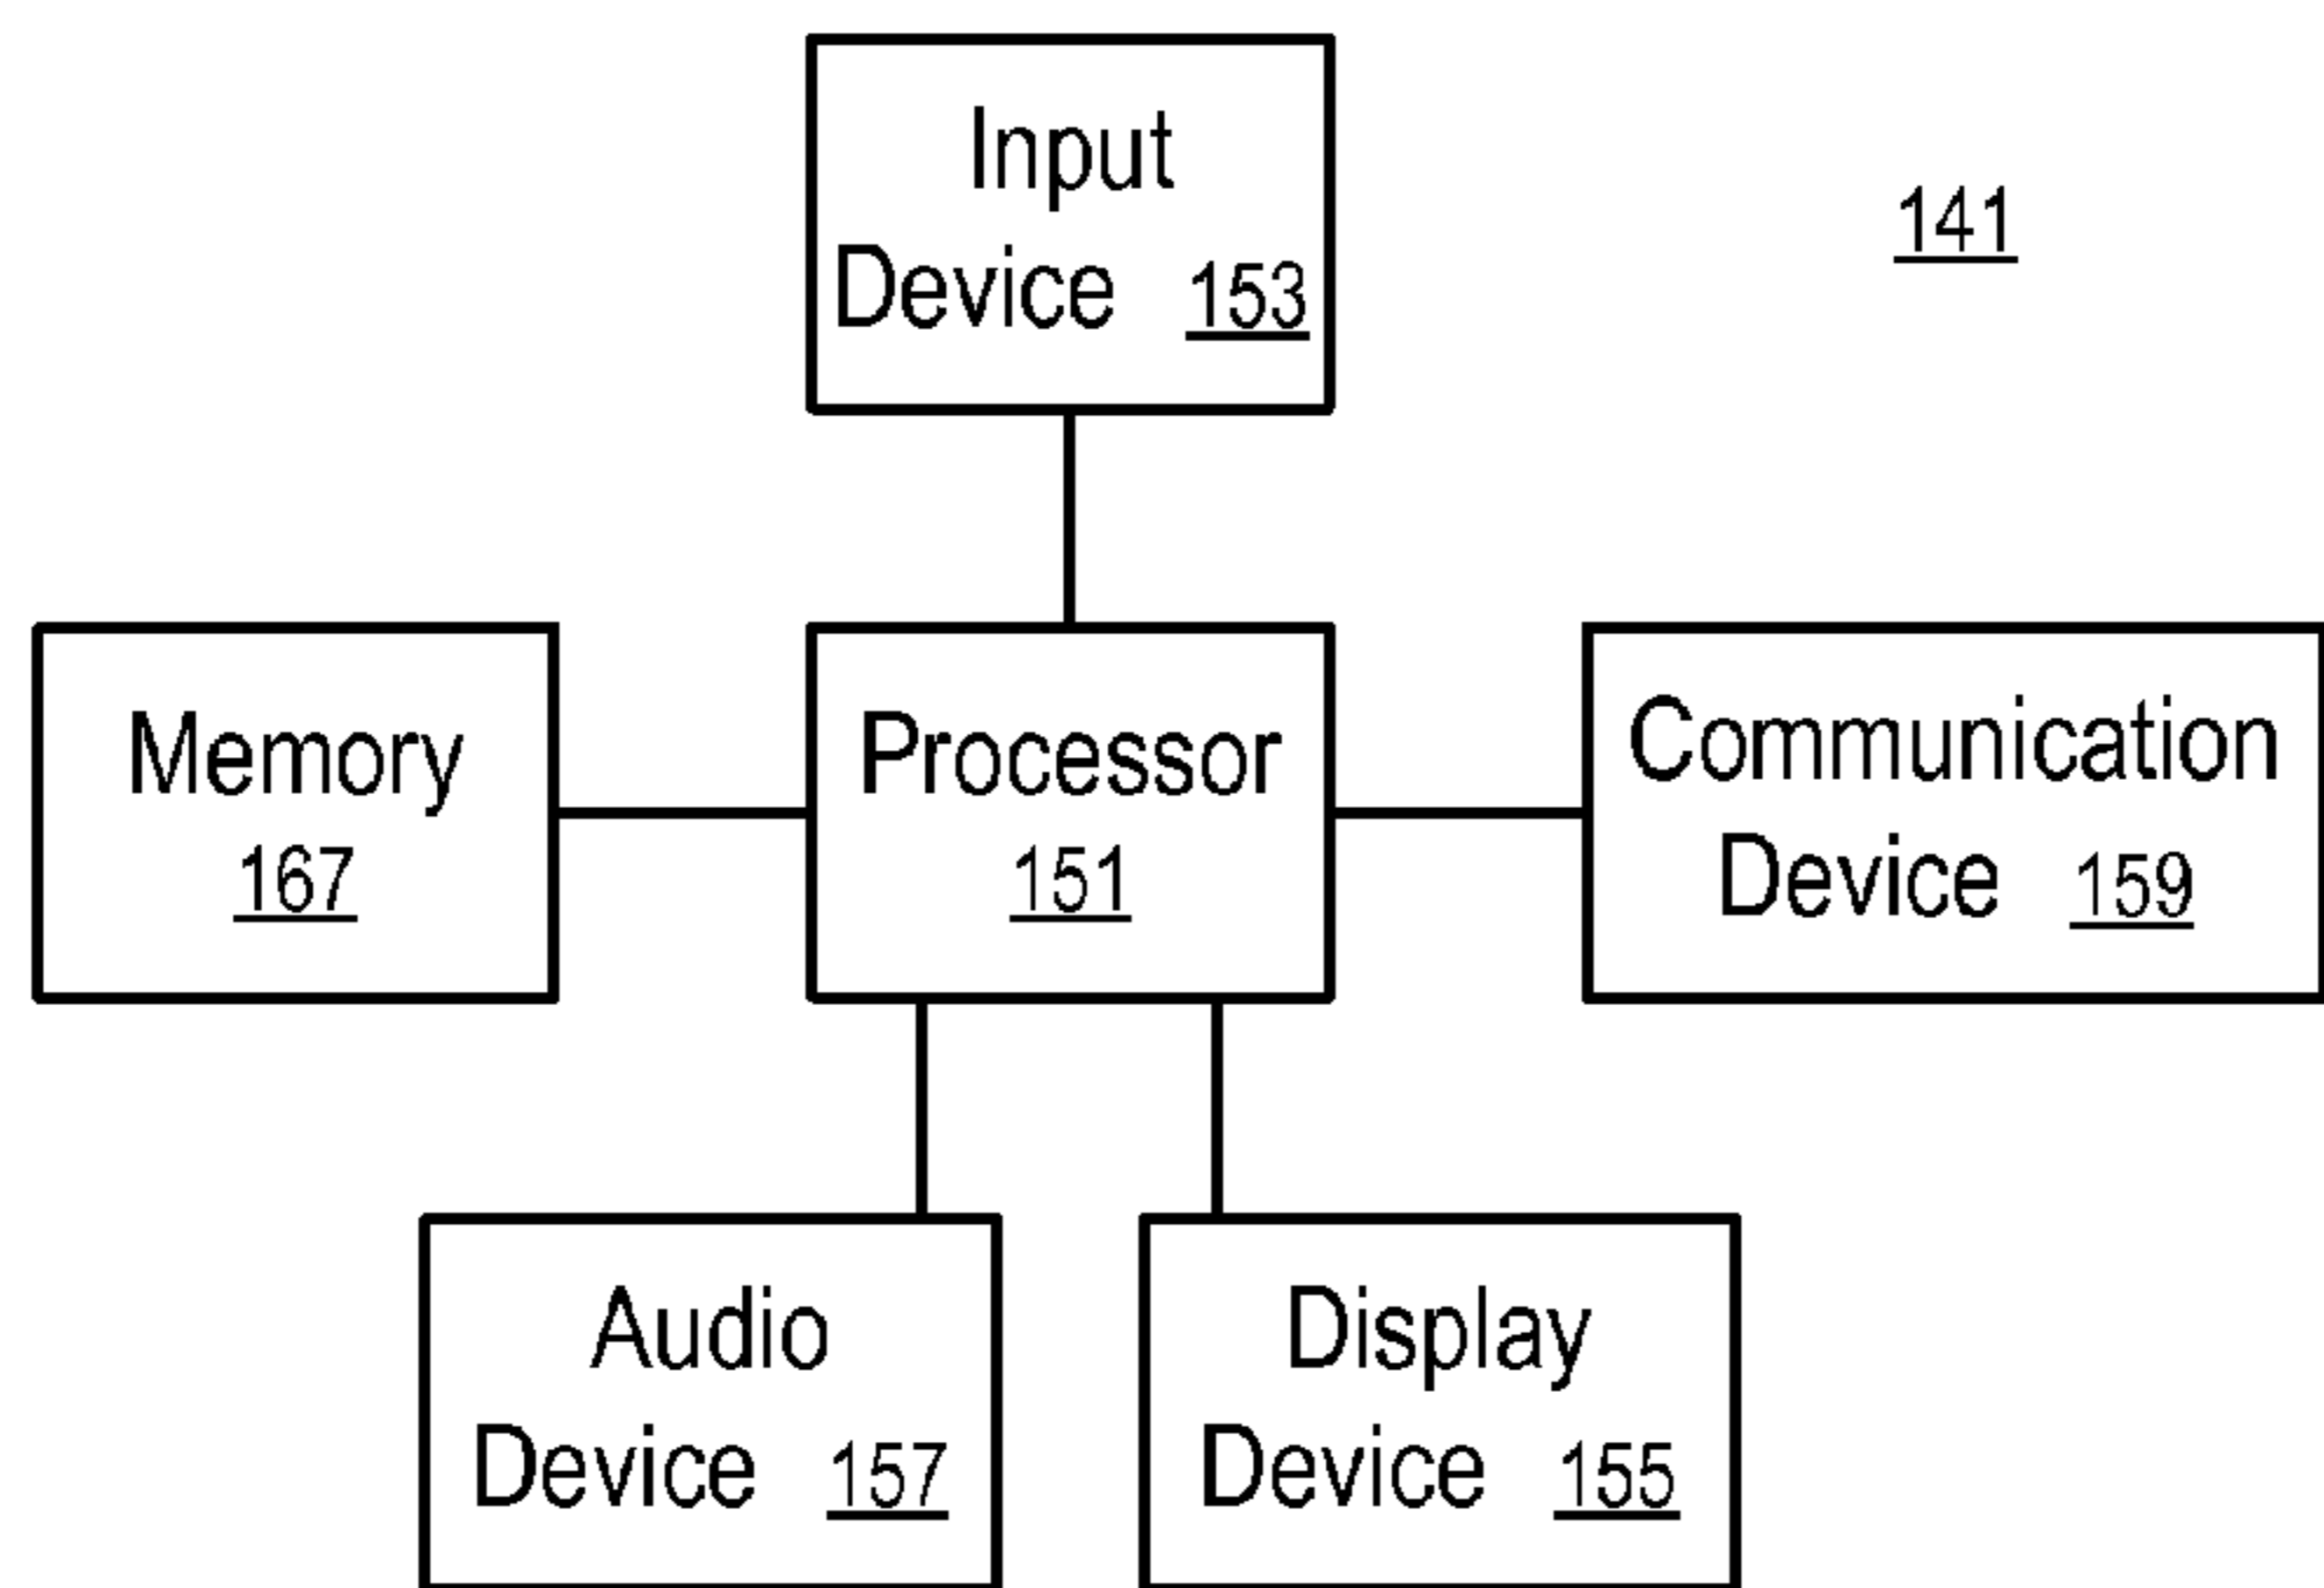 Input
Device 153
141
Memory
167
Processor
151
Communication
Device 159
Audio
Device 157
Display
Device 155